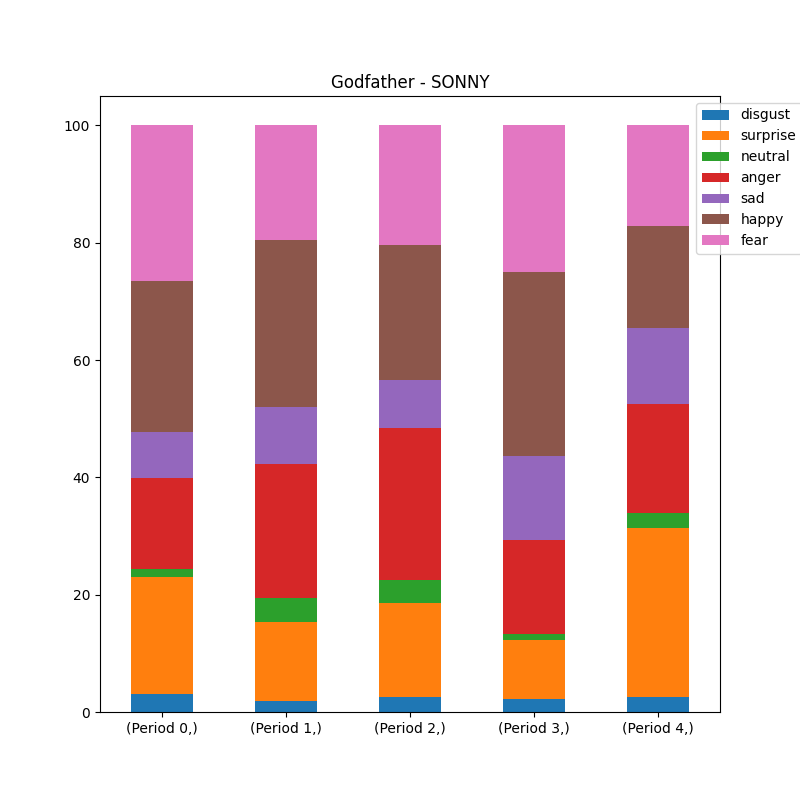 Godfather - SONNY
100
80
60
40
20
0
(Period 0,)
(Period 1,)
(Period 2,)
(Period 3,)
(Period 4,)
disgust
surprise
neutral
anger
sad
happy
fear